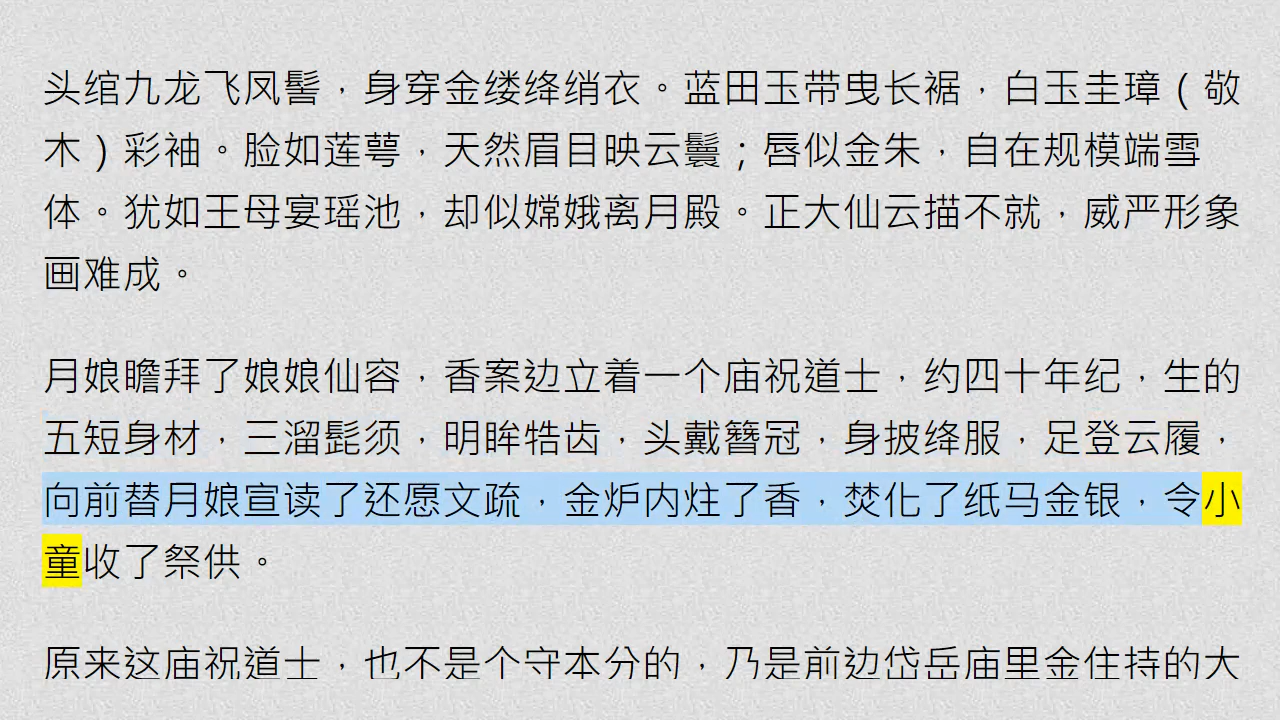 头绾九龙飞凤髻，身穿金缕绛绡衣。蓝田玉带曳长裾，白玉圭璋（敬
木）彩袖。脸如莲萼，天然眉目映云鬟；唇似金朱，自在规模端雪
体。犹如王母宴瑶池，却似嫦娥离月殿。正大仙云描不就，威严形象
画难成。
月娘瞻拜了娘娘仙容，香案边立着一个庙祝道士，约四十年纪，生的
五短身材，三溜髭须，明眸牿齿，头戴簪冠，身披绛服，足登云履，
向前替月娘宣读了还愿文疏，金炉内炷了香，焚化了纸马金银，令小
童收了祭供。
原来这庙祝道士，也不是个守本分的，乃是前边岱岳庙里金住持的大